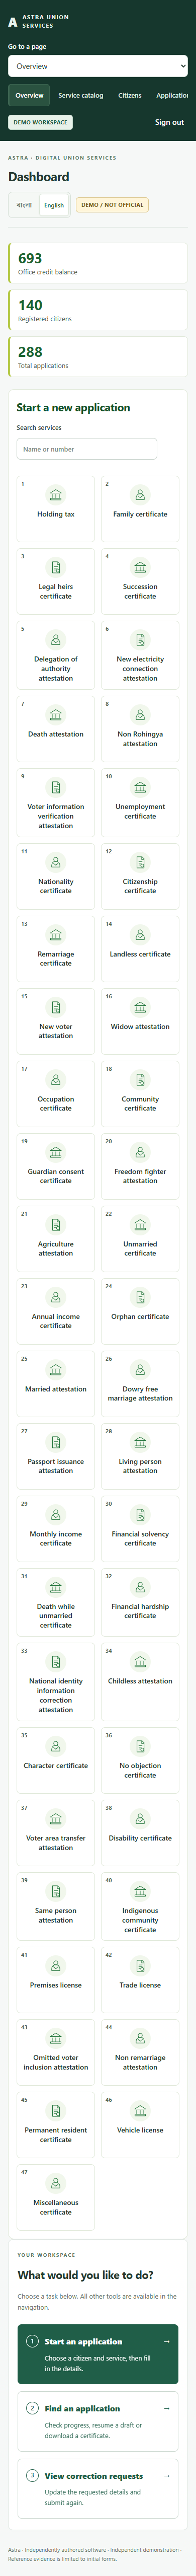 A
ASTRA UNION
SERVICES
Go to a page
Overview
Overview Service catalog Citizens Application
DEMO WORKSPACE
Sign out
ASTRA · DIGITAL UNION SERVICES
Dashboard
বাংলা English
DEMO / NOT OFFICIAL
693
Office credit balance
140
Registered citizens
288
Total applications
Start a new application
Search services
Name or number
1
Holding tax
2
Family certificate
3
Legal heirs
certificate
4
Succession
certificate
5
Delegation of
authority
attestation
6
New electricity
connection
attestation
7
Death attestation
8
Non Rohingya
attestation
9
Voter information
verification
attestation
10
Unemployment
certificate
11
Nationality
certificate
12
Citizenship
certificate
13
Remarriage
certificate
14
Landless certificate
15
New voter
attestation
16
Widow attestation
17
Occupation
certificate
18
Community
certificate
19
Guardian consent
certificate
20
Freedom fighter
attestation
21
Agriculture
attestation
22
Unmarried
certificate
23
Annual income
certificate
24
Orphan certificate
25
Married attestation
26
Dowry free
marriage attestation
27
Passport issuance
attestation
28
Living person
attestation
29
Monthly income
certificate
30
Financial solvency
certificate
31
Death while
unmarried
certificate
32
Financial hardship
certificate
33
National identity
information
correction
attestation
34
Childless attestation
35
Character certificate
36
No objection
certificate
37
Voter area transfer
attestation
38
Disability certificate
39
Same person
attestation
40
Indigenous
community
certificate
41
Premises license
42
Trade license
43
Omitted voter
inclusion attestation
44
Non remarriage
attestation
45
Permanent resident
certificate
46
Vehicle license
47
Miscellaneous
certificate
YOUR WORKSPACE
What would you like to do?
Choose a task below. All other tools are available in the
navigation.
1 Start an application →
Choose a citizen and service, then fill
in the details.
2 Find an application →
Check progress, resume a draft or
download a certificate.
3 View correction requests →
Update the requested details and
submit again.
Astra · Independently authored software · Independent demonstration ·
Reference evidence is limited to initial forms.